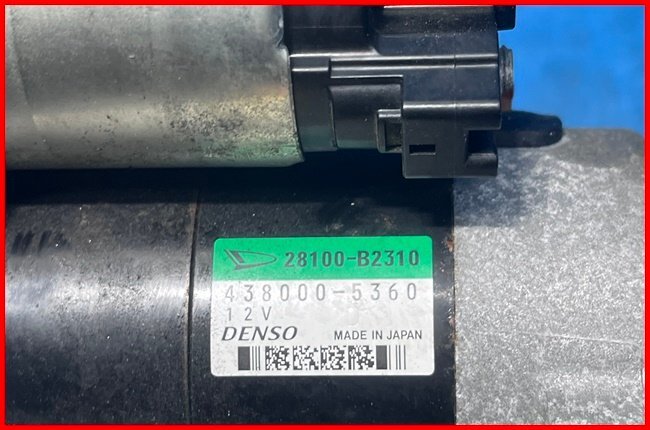 28100-B2310
438000-5360
12V
DENSO MADE IN JAPAN